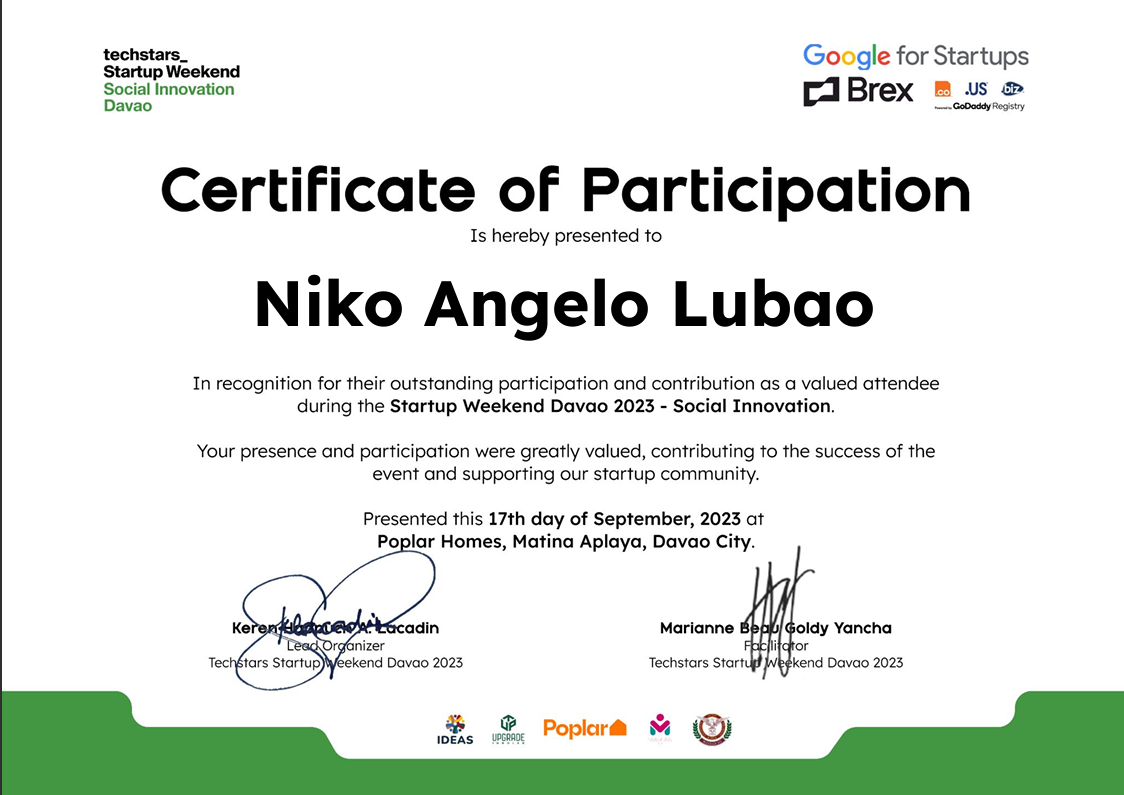 techstars_
Startup Weekend
Social Innovation
Davao
Google for Startups
Brex
.co .US .biz
Powered by GoDaddy Registry
Certificate of Participation
Is hereby presented to
Niko Angelo Lubao
In recognition for their outstanding participation and contribution as a valued attendee
during the Startup Weekend Davao 2023 - Social Innovation.
Your presence and participation were greatly valued, contributing to the success of the
event and supporting our startup community.
Presented this 17th day of September, 2023 at
Poplar Homes, Matina Aplaya, Davao City.
Keren A. Lacadin
Lead Organizer
Techstars Startup Weekend Davao 2023
Marianne Beau Goldy Yancha
Facilitator
Techstars Startup Weekend Davao 2023
IDEAS
UPGRADE
Poplar